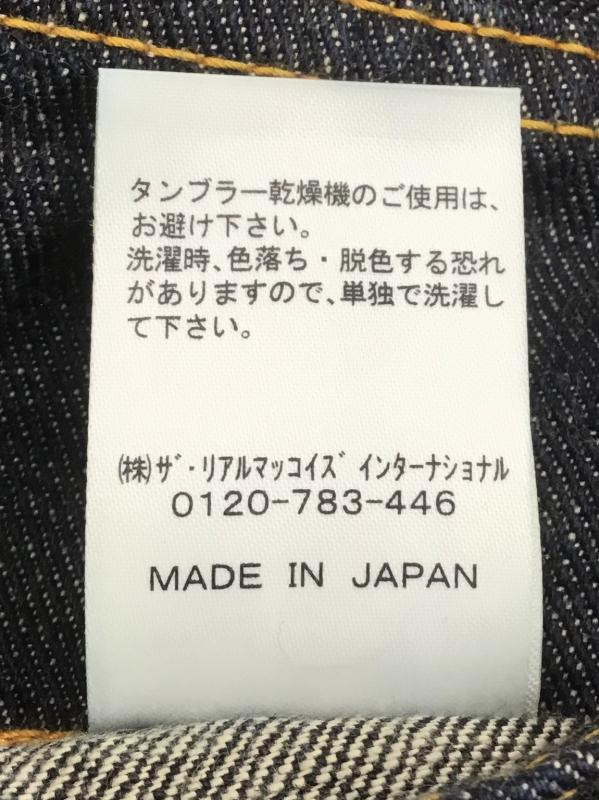 タンブラー乾燥機のご使用は、
お避け下さい。
洗濯時、色落ち・脱色する恐れ
がありますので、単独で洗濯し
て下さい。
㈱ｻﾞ･ﾘｱﾙﾏｯｺｲｽﾞ ｲﾝﾀｰﾅｼｮﾅﾙ
0120-783-446
MADE IN JAPAN